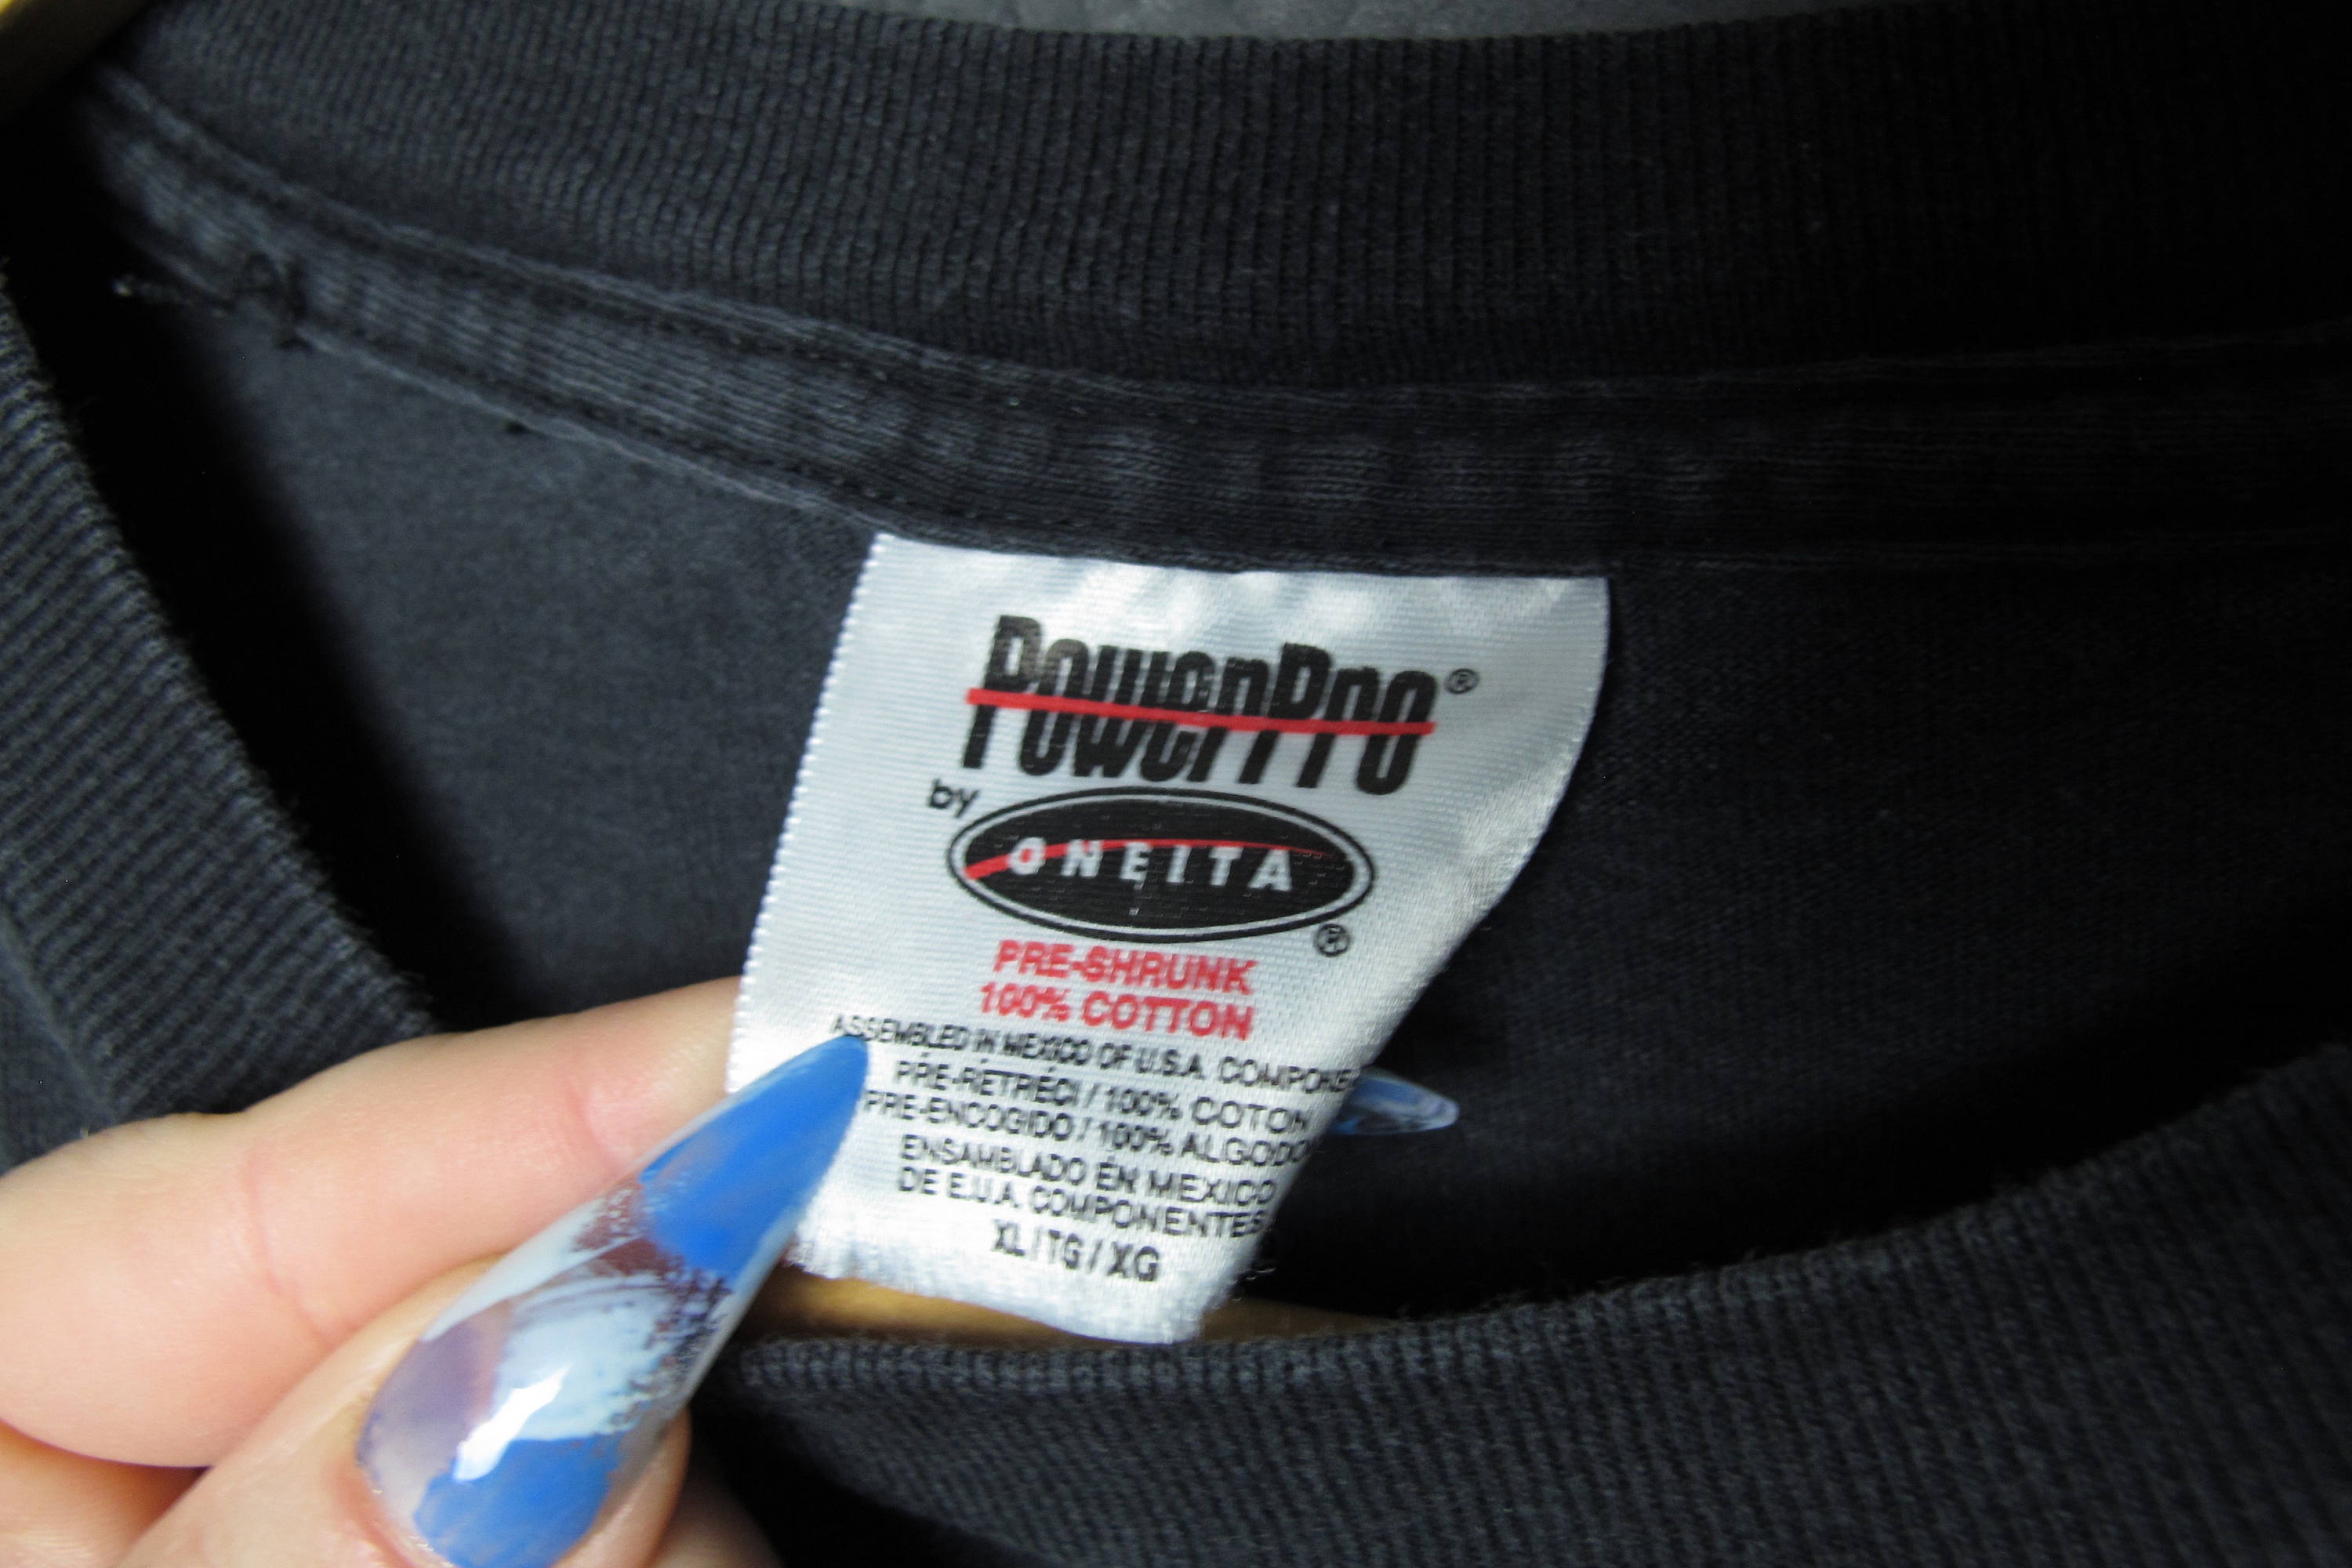 PowerPro®
by ONEITA®
PRE-SHRUNK
100% COTTON
ASSEMBLED IN MEXICO OF U.S.A. COMPONE
PRÉ-RÉTRÉCI / 100% COTON
PRE-ENCOGIDO / 100% ALGODO
ENSAMBLADO EN MEXICO
DE E.U.A. COMPONENTES
XL / TG / XG